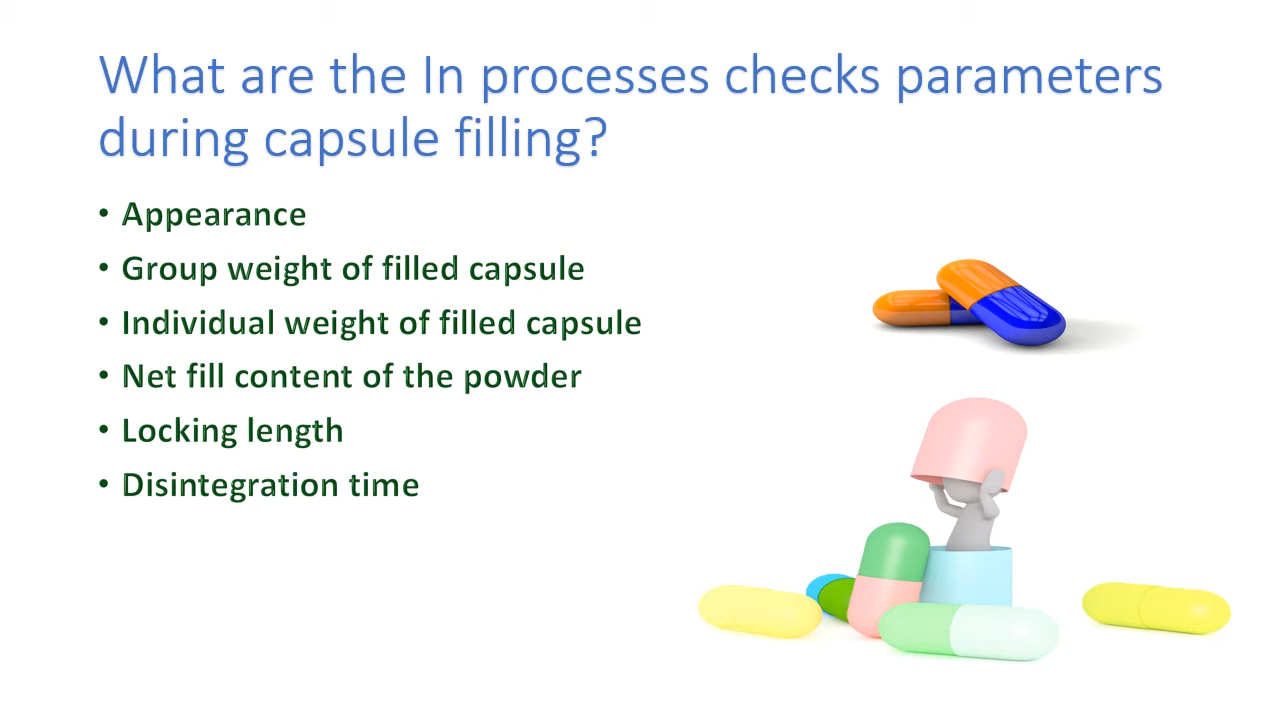 What are the In processes checks parameters
during capsule filling?
• Appearance
• Group weight of filled capsule
• Individual weight of filled capsule
• Net fill content of the powder
• Locking length
• Disintegration time